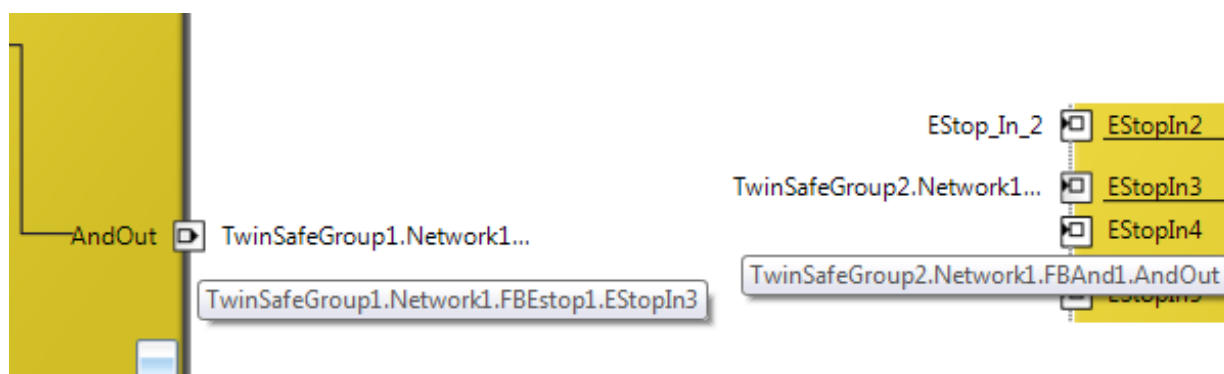 EStop_In_2 EStopIn2
TwinSafeGroup2.Network1... EStopIn3
AndOut TwinSafeGroup1.Network1... EStopIn4
TwinSafeGroup2.Network1.FBAnd1.AndOut
TwinSafeGroup1.Network1.FBEstop1.EStopIn3